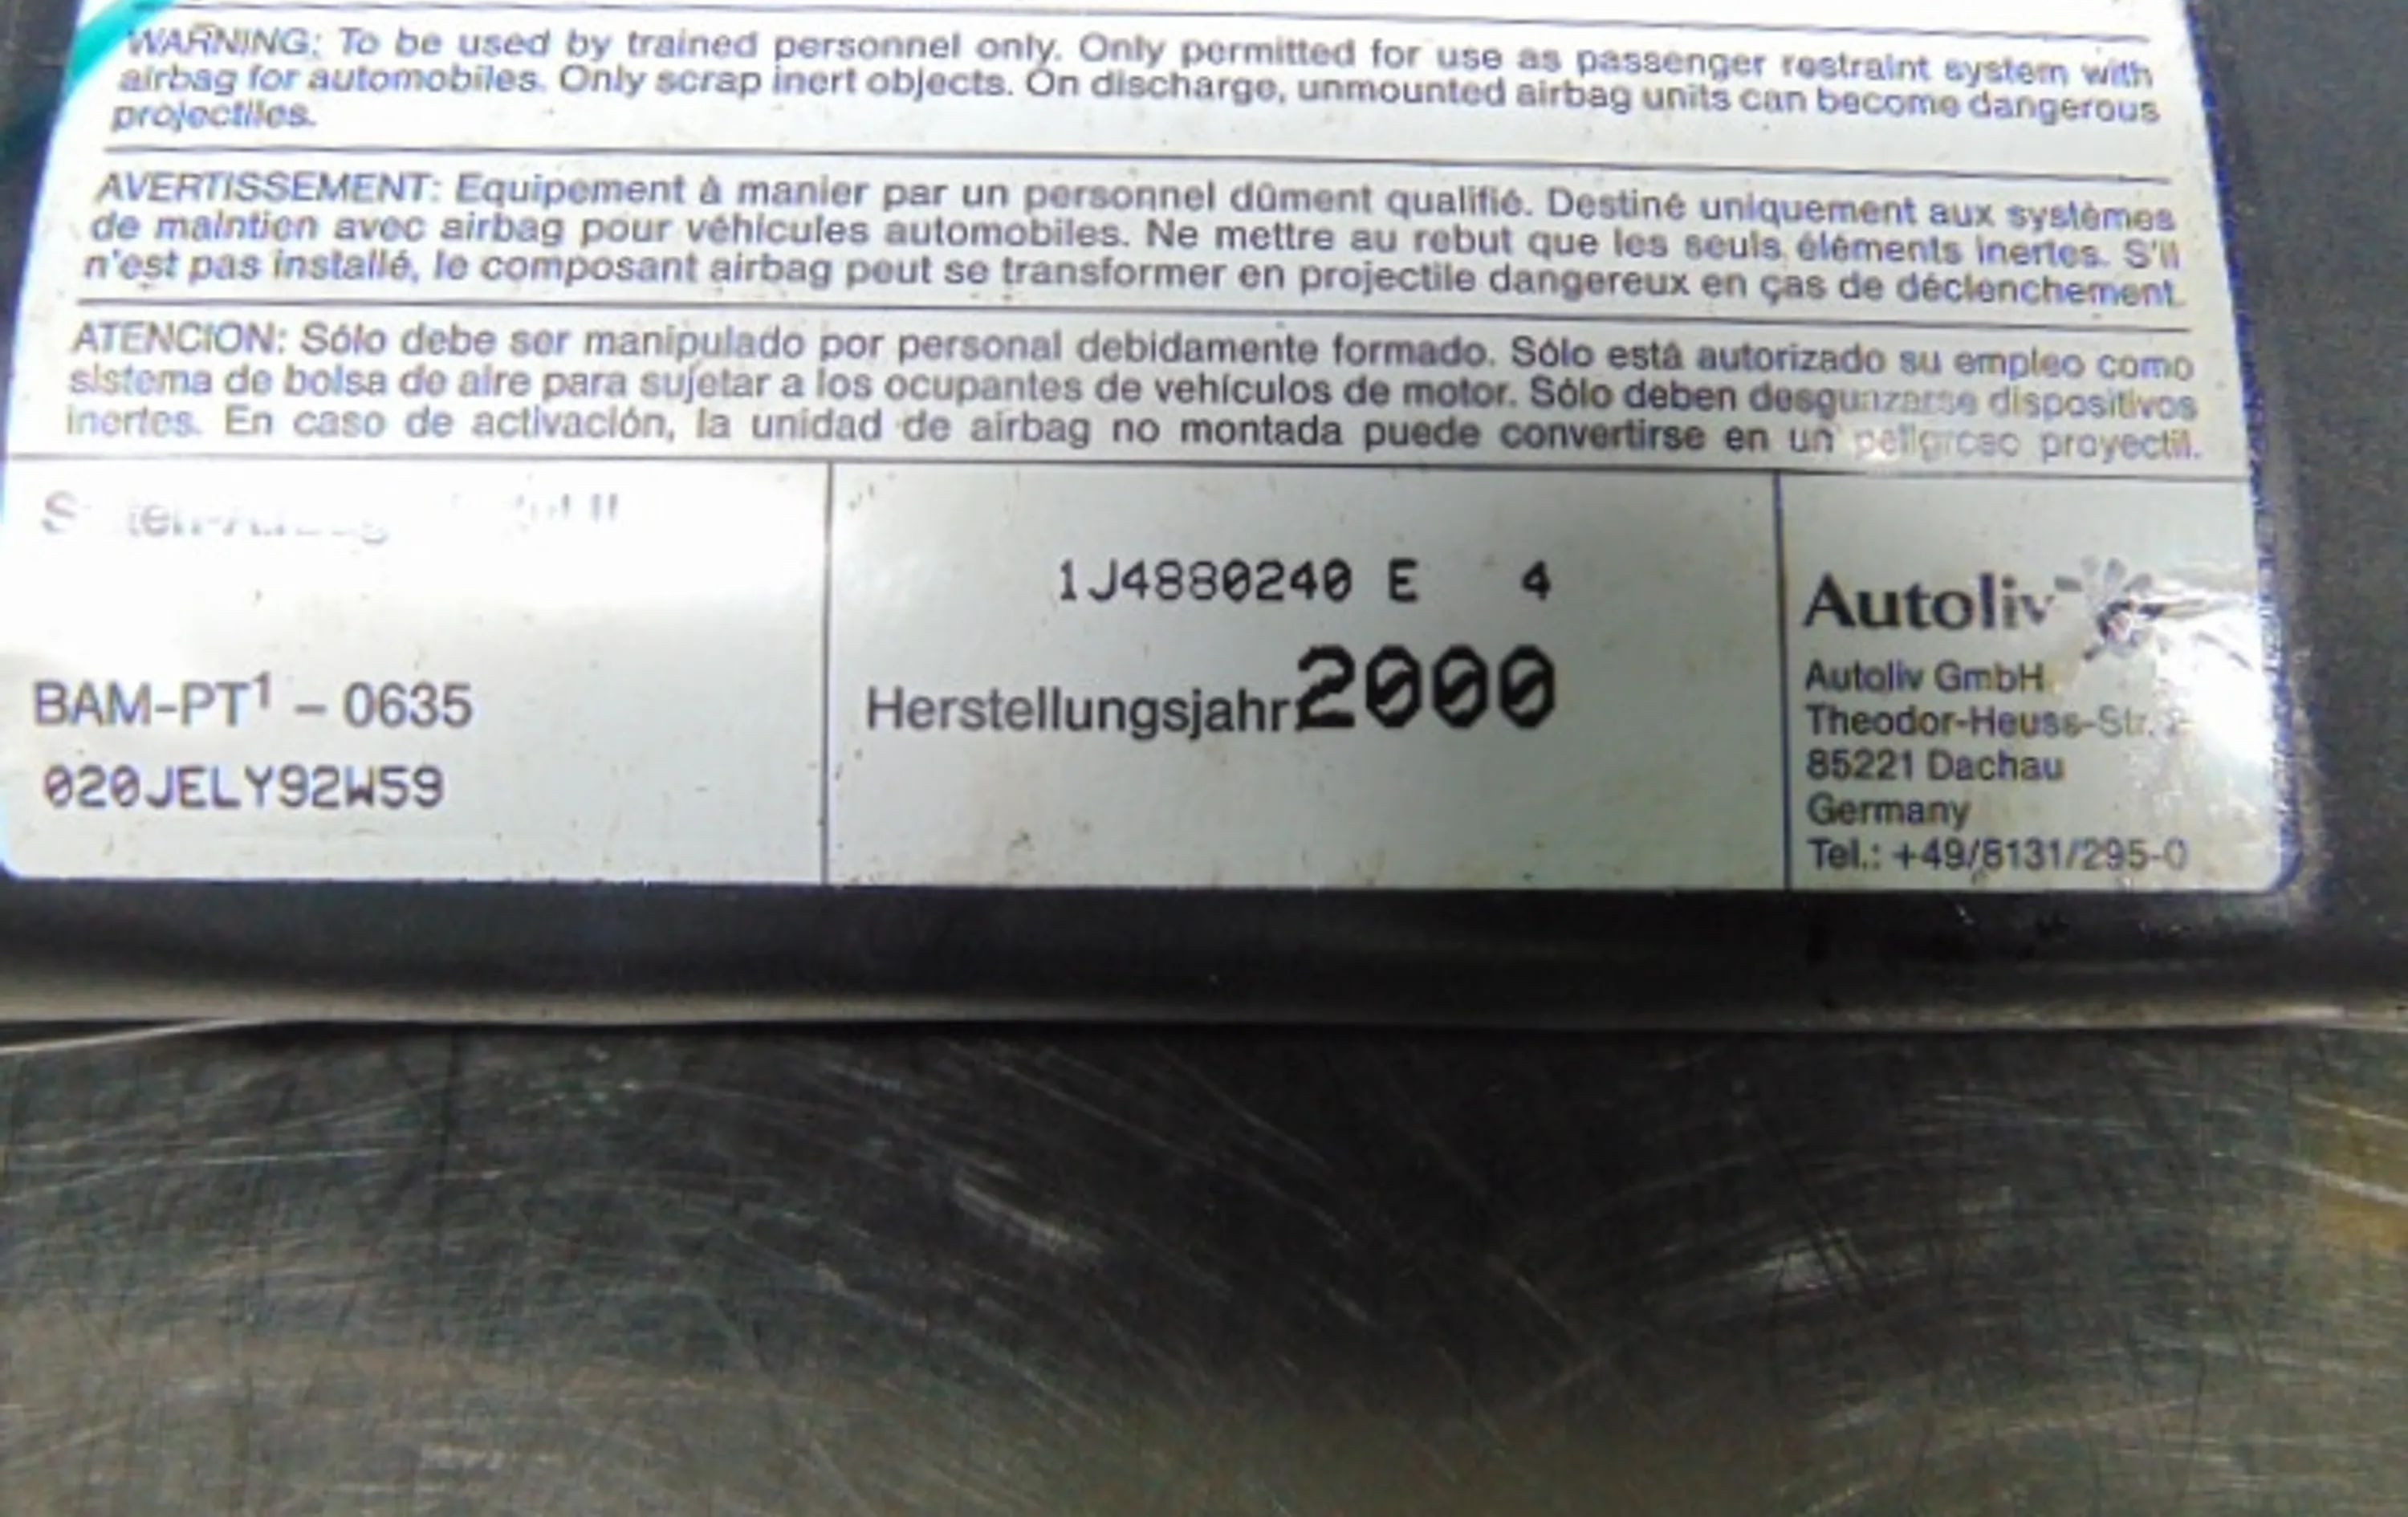 WARNING: To be used by trained personnel only. Only permitted for use as passenger restraint system with
airbag for automobiles. Only scrap inert objects. On discharge, unmounted airbag units can become dangerous
projectiles.
AVERTISSEMENT: Equipement à manier par un personnel dûment qualifié. Destiné uniquement aux systèmes
de maintien avec airbag pour véhicules automobiles. Ne mettre au rebut que les seuls éléments inertes. S'il
n'est pas installé, le composant airbag peut se transformer en projectile dangereux en ças de déclenchement.
ATENCION: Sólo debe ser manipulado por personal debidamente formado. Sólo está autorizado su empleo como
sistema de bolsa de aire para sujetar a los ocupantes de vehículos de motor. Sólo deben desguazarse dispositivos
inertes. En caso de activación, la unidad de airbag no montada puede convertirse en un peligroso proyectil.
BAM-PT¹ – 0635
020JELY92W59
1J4880240 E 4
Herstellungsjahr: 2000
Autoliv
Autoliv GmbH
Theodor-Heuss-Str.
85221 Dachau
Germany
Tel.: +49/8131/295-0